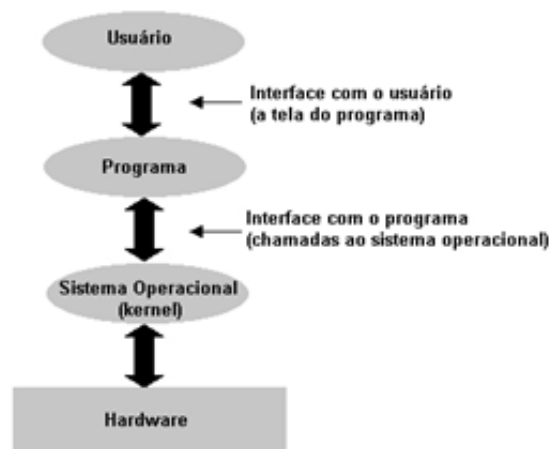 Usuário
Interface com o usuário
(a tela do programa)
Programa
Interface com o programa
(chamadas ao sistema operacional)
Sistema Operacional
(kernel)
Hardware